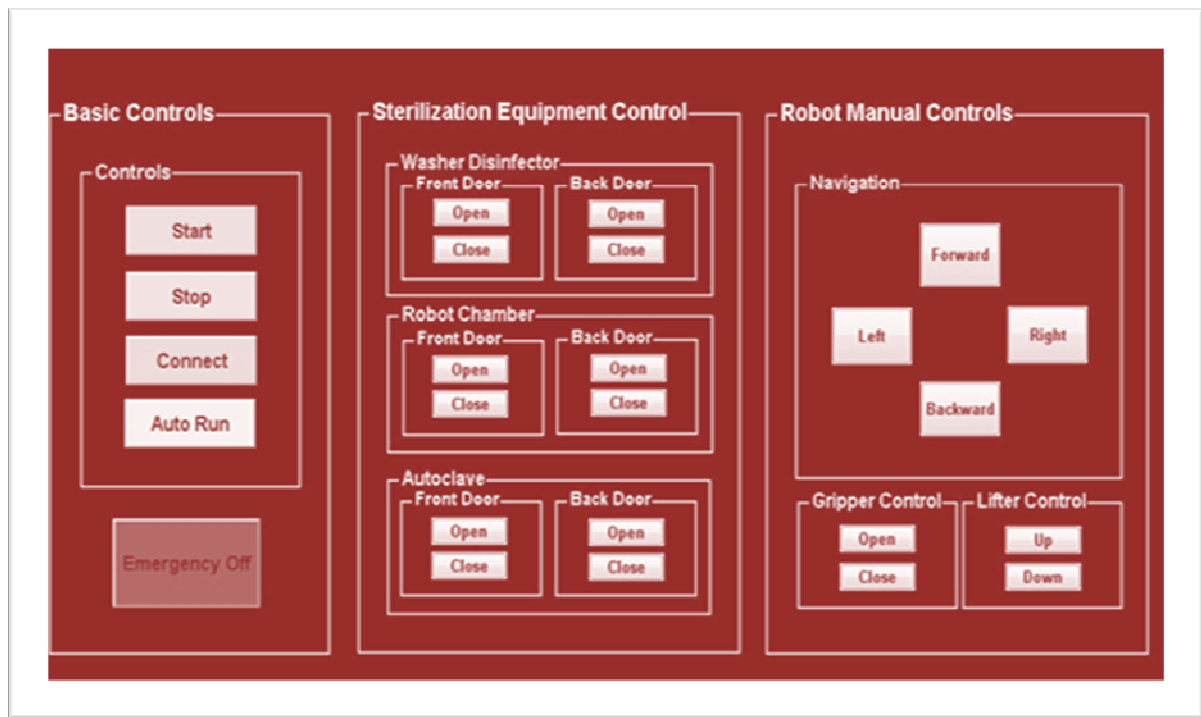 Basic Controls
Controls
Start
Stop
Connect
Auto Run
Emergency Off
Sterilization Equipment Control
Washer Disinfector
Front Door
Open
Close
Back Door
Open
Close
Robot Chamber
Front Door
Open
Close
Back Door
Open
Close
Autoclave
Front Door
Open
Close
Back Door
Open
Close
Robot Manual Controls
Navigation
Forward
Left
Right
Backward
Gripper Control
Open
Close
Lifter Control
Up
Down